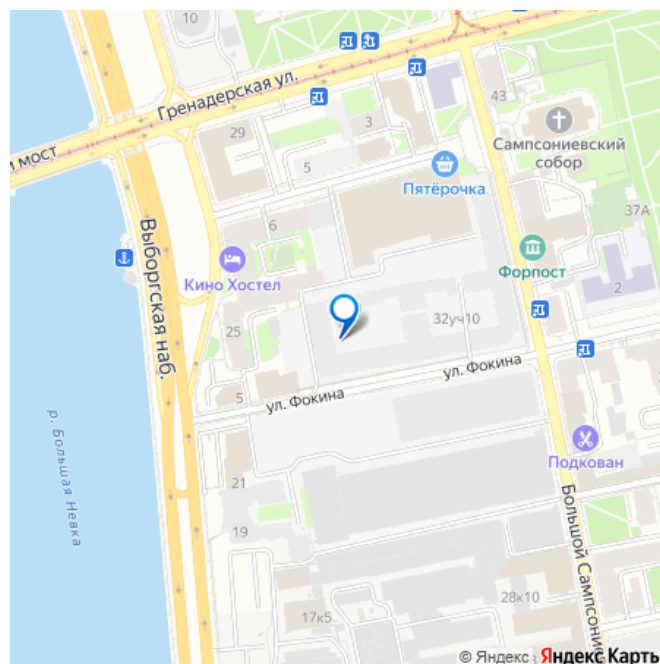 10
Гренадерская ул.
43
29
3
Сампсониевский
собор
и мост
5
Пятёрочка
37А
6
Выборгская наб.
Форпост
Кино Хостел
2
32уч10
25
ул. Фокина
5
ул. Фокина
р. Большая Невка
Подкован
21
19
Большой Сампсоние
28к10
17к5
© Яндекс Яндекс Карты